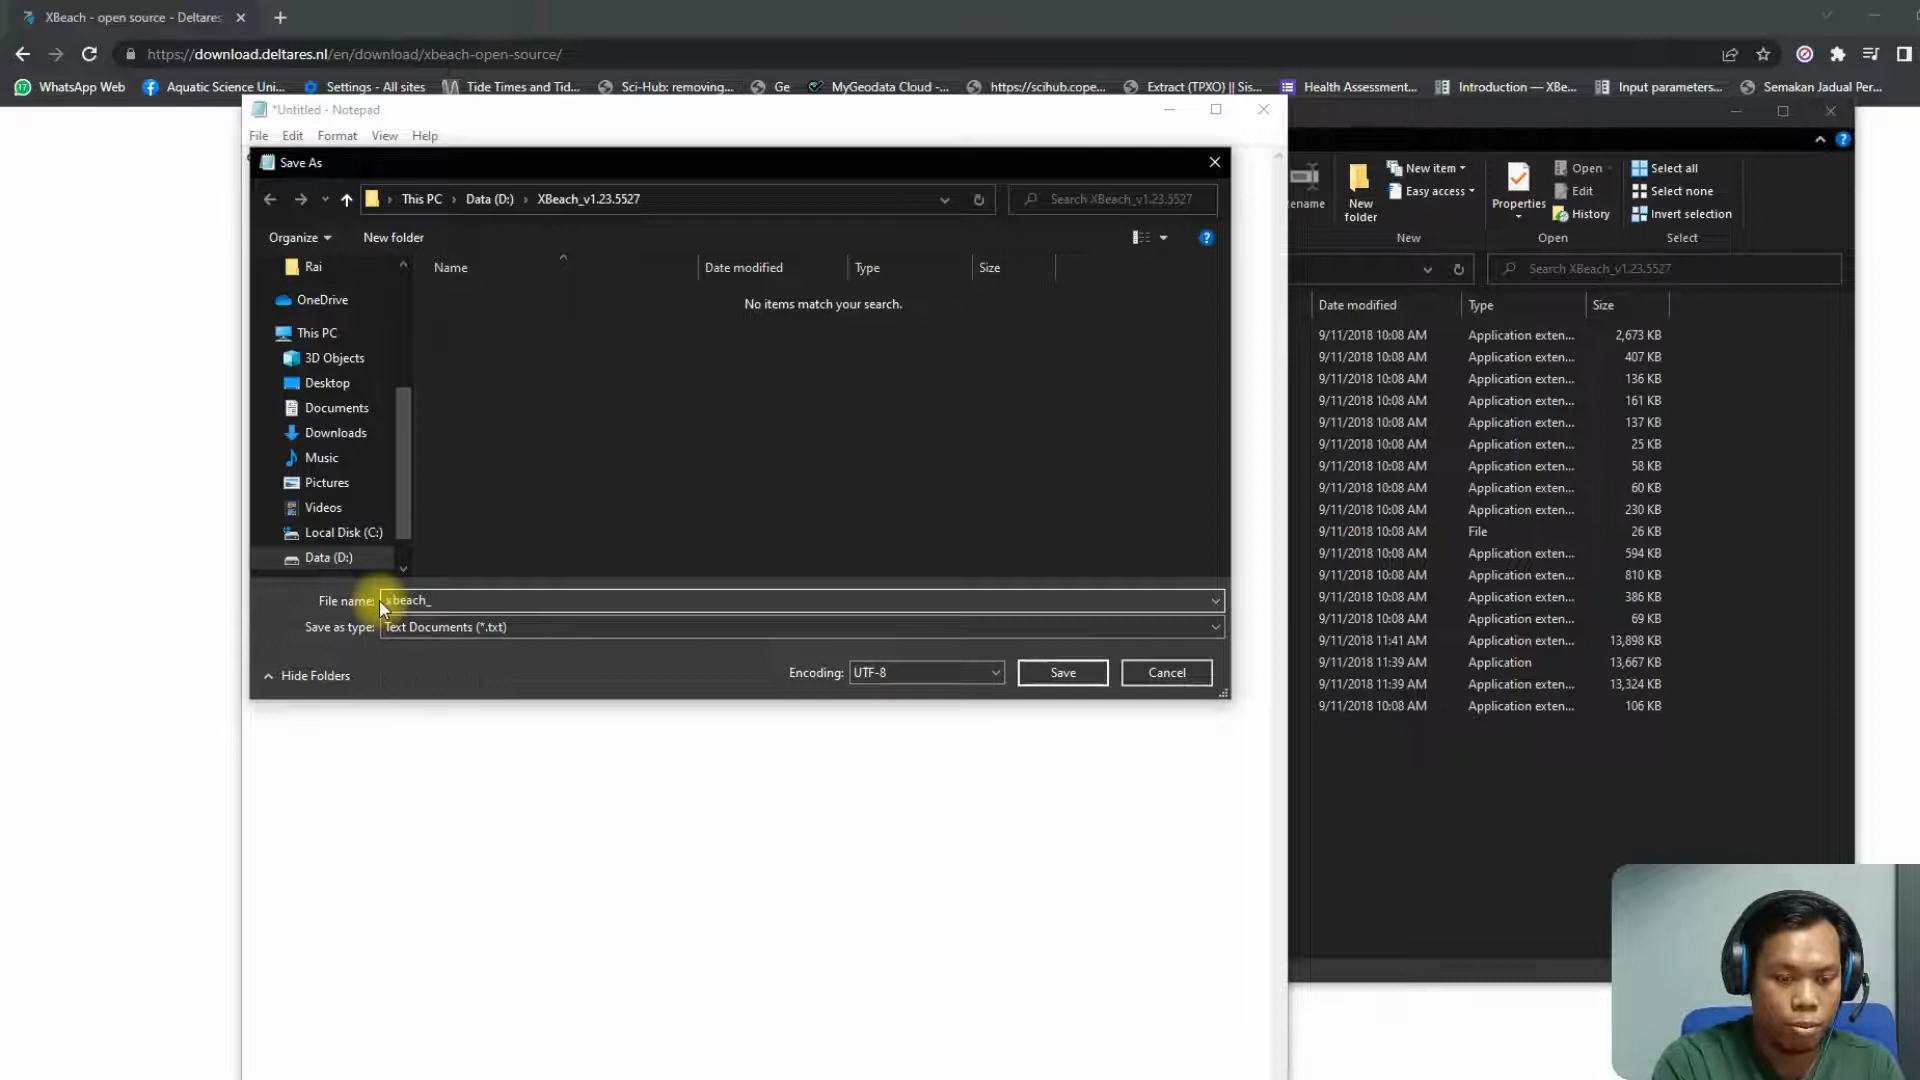 XBeach - open source - Deltares
https://download.deltares.nl/en/download/xbeach-open-source/
WhatsApp Web
Aquatic Science Uni...
Settings - All sites
Tide Times and Tid...
Sci-Hub: removing...
Ge
MyGeodata Cloud -...
https://scihub.cope...
Extract (TPXO) || Sis...
Health Assessment...
Introduction — XBe...
Input parameters...
Semakan Jadual Per...
*Untitled - Notepad
File Edit Format View Help
Save As
This PC › Data (D:) › XBeach_v1.23.5527
Search XBeach_v1.23.5527
Organize
New folder
Name
Date modified
Type
Size
No items match your search.
Rai
OneDrive
This PC
3D Objects
Desktop
Documents
Downloads
Music
Pictures
Videos
Local Disk (C:)
Data (D:)
File name: xbeach_
Save as type: Text Documents (*.txt)
Hide Folders
Encoding: UTF-8
Save
Cancel
ename
New folder
New item
Easy access
New
Properties
Open
Edit
History
Open
Select all
Select none
Invert selection
Select
Search XBeach_v1.23.5527
Date modified Type Size
9/11/2018 10:08 AM Application exten... 2,673 KB
9/11/2018 10:08 AM Application exten... 407 KB
9/11/2018 10:08 AM Application exten... 136 KB
9/11/2018 10:08 AM Application exten... 161 KB
9/11/2018 10:08 AM Application exten... 137 KB
9/11/2018 10:08 AM Application exten... 25 KB
9/11/2018 10:08 AM Application exten... 58 KB
9/11/2018 10:08 AM Application exten... 60 KB
9/11/2018 10:08 AM Application exten... 230 KB
9/11/2018 10:08 AM File 26 KB
9/11/2018 10:08 AM Application exten... 594 KB
9/11/2018 10:08 AM Application exten... 810 KB
9/11/2018 10:08 AM Application exten... 386 KB
9/11/2018 10:08 AM Application exten... 69 KB
9/11/2018 11:41 AM Application exten... 13,898 KB
9/11/2018 11:39 AM Application 13,667 KB
9/11/2018 11:39 AM Application exten... 13,324 KB
9/11/2018 10:08 AM Application exten... 106 KB